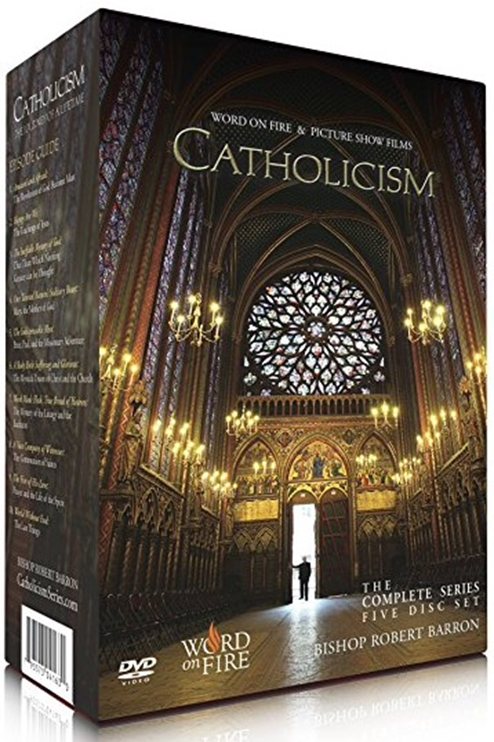 CATHOLICISM
THE JOURNEY OF A LIFETIME
EPISODE GUIDE
1. Amazed and Afraid:
The Revelation of God Become Man
2. Happy Are We:
The Teachings of Jesus
3. The Ineffable Mystery of God:
That Than Which Nothing
Greater Can be Thought
4. Our Tainted Nature's Solitary Boast:
Mary, the Mother of God
5. The Indispensable Men:
Peter, Paul, and the Missionary Adventure
6. A Body Both Suffering and Glorious:
The Mystical Union of Christ and the Church
7. Word Made Flesh, True Bread of Heaven:
The Mystery of the Liturgy and the
Eucharist
8. A Vast Company of Witnesses:
The Communion of Saints
9. The Fire of His Love:
Prayer and the Life of the Spirit
10. World Without End:
The Last Things
BISHOP ROBERT BARRON
CatholicismSeries.com
WORD ON FIRE & PICTURE SHOW FILMS
CATHOLICISM
THE
COMPLETE SERIES
FIVE DISC SET
BISHOP ROBERT BARRON
DVD
VIDEO
WORD
on FIRE